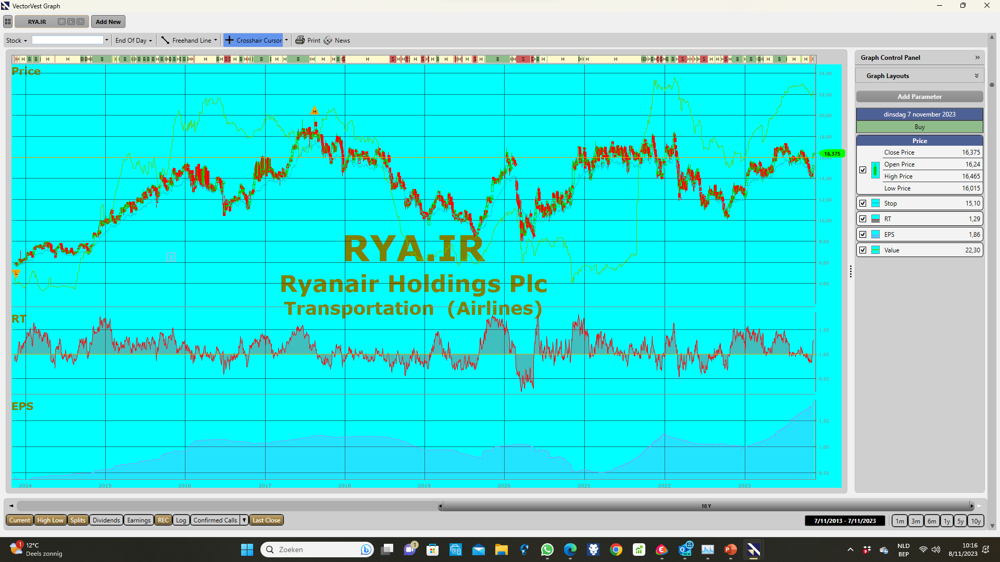 VectorVest Graph
RYA.IR
Add New
Stock
End Of Day
Freehand Line
Crosshair Cursor
Print
News
Price
24,00
22,00
20,00
18,00
16,375
14,00
12,00
10,00
8,00
6,00
4,00
H
L
S
RYA.IR
Ryanair Holdings Plc
Transportation (Airlines)
RT
1,50
1,00
0,50
EPS
1,50
1,00
0,50
2014 2015 2016 2017 2018 2019 2020 2021 2022 2023
Graph Control Panel
Graph Layouts
Add Parameter
dinsdag 7 november 2023
Buy
Price
Close Price 16,375
Open Price 16,24
High Price 16,465
Low Price 16,015
Stop 15,10
RT 1,29
EPS 1,86
Value 22,30
10 Y
Current High Low Splits Dividends Earnings REC Log Confirmed Calls Last Close
7/11/2013 - 7/11/2023
1m 3m 6m 1y 5y 10y
1
12°C
Deels zonnig
Zoeken
1
NEW
9
NLD
BEP
10:16
8/11/2023